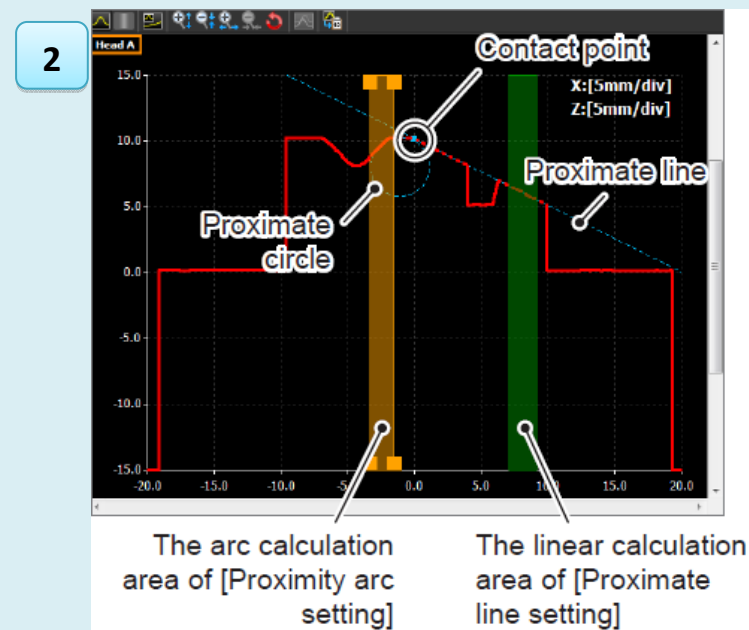 2
Head A
Contact point
15.0
X:[5mm/div]
Z:[5mm/div]
10.0
Proximate line
5.0
Proximate
circle
0.0
-5.0
-10.0
-15.0
-20.0 -15.0 -10.0 -5 0.0 5.0 10 15.0 20.0
The arc calculation
area of [Proximity arc
setting]
The linear calculation
area of [Proximate
line setting]